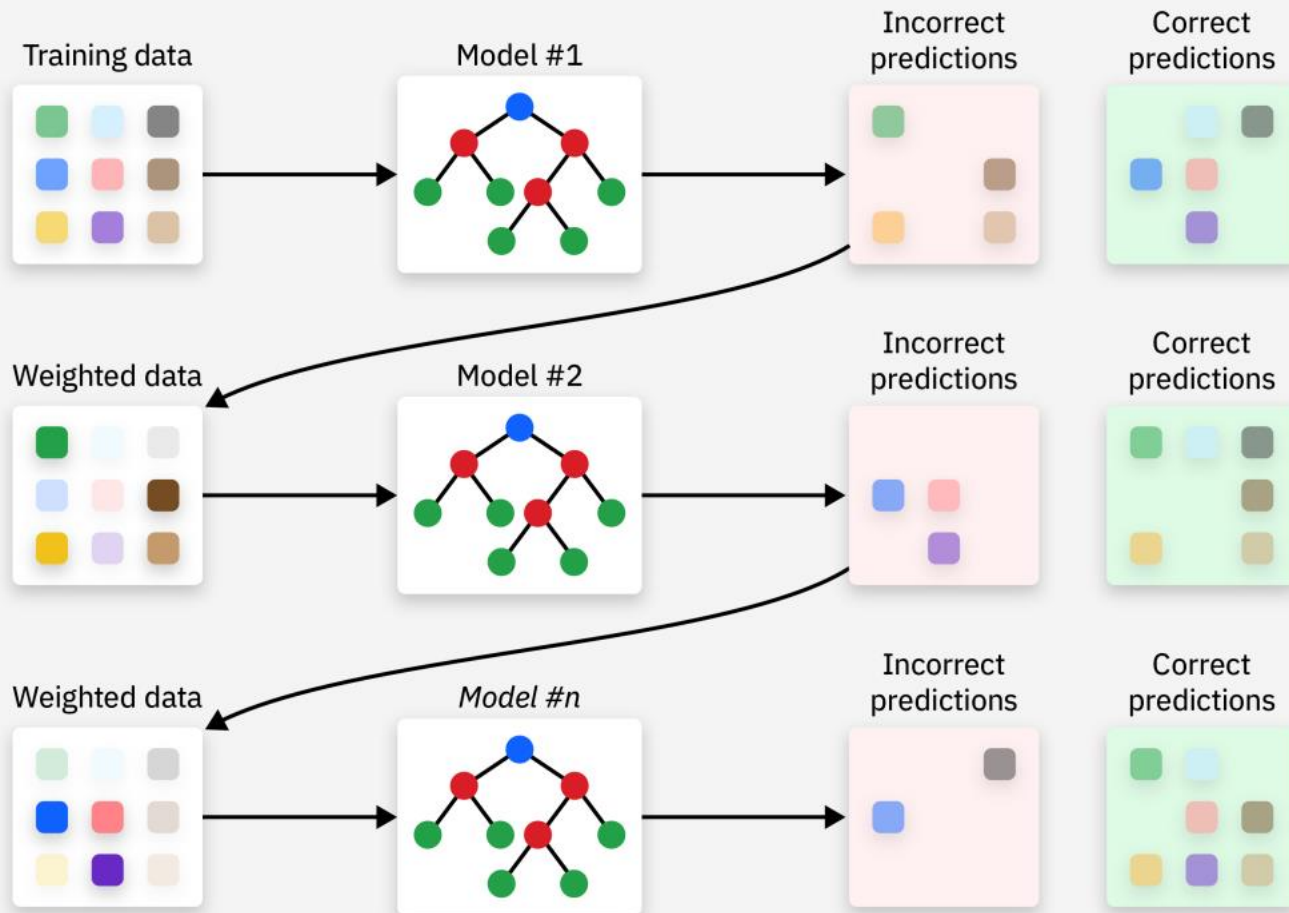 Training data
Model #1
Incorrect
predictions
Correct
predictions
Weighted data
Model #2
Incorrect
predictions
Correct
predictions
Weighted data
Model #n
Incorrect
predictions
Correct
predictions